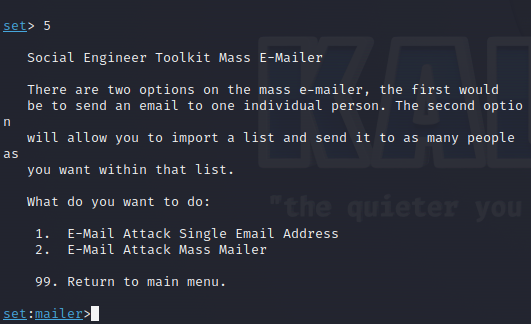 set> 5
Social Engineer Toolkit Mass E-Mailer
There are two options on the mass e-mailer, the first would
be to send an email to one individual person. The second optio
n
will allow you to import a list and send it to as many people
as
you want within that list.
What do you want to do:
1. E-Mail Attack Single Email Address
2. E-Mail Attack Mass Mailer
99. Return to main menu.
set:mailer>
KA
"the quieter you